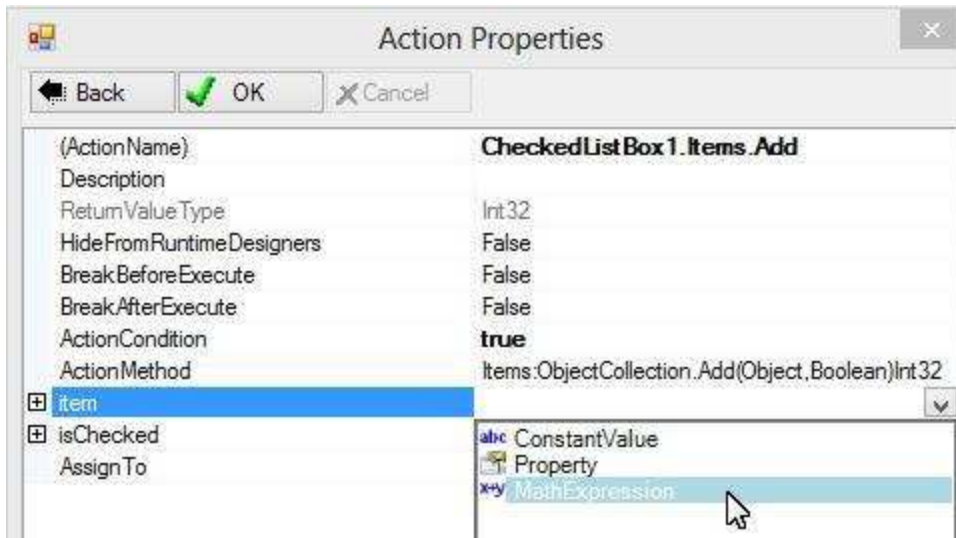 Action Properties
Back OK Cancel
(ActionName) CheckedListBox1.Items.Add
Description
ReturnValueType Int32
HideFromRuntimeDesigners False
BreakBeforeExecute False
BreakAfterExecute False
ActionCondition true
ActionMethod Items:ObjectCollection.Add(Object,Boolean)Int32
item
isChecked abc ConstantValue
AssignTo Property
x+y MathExpression